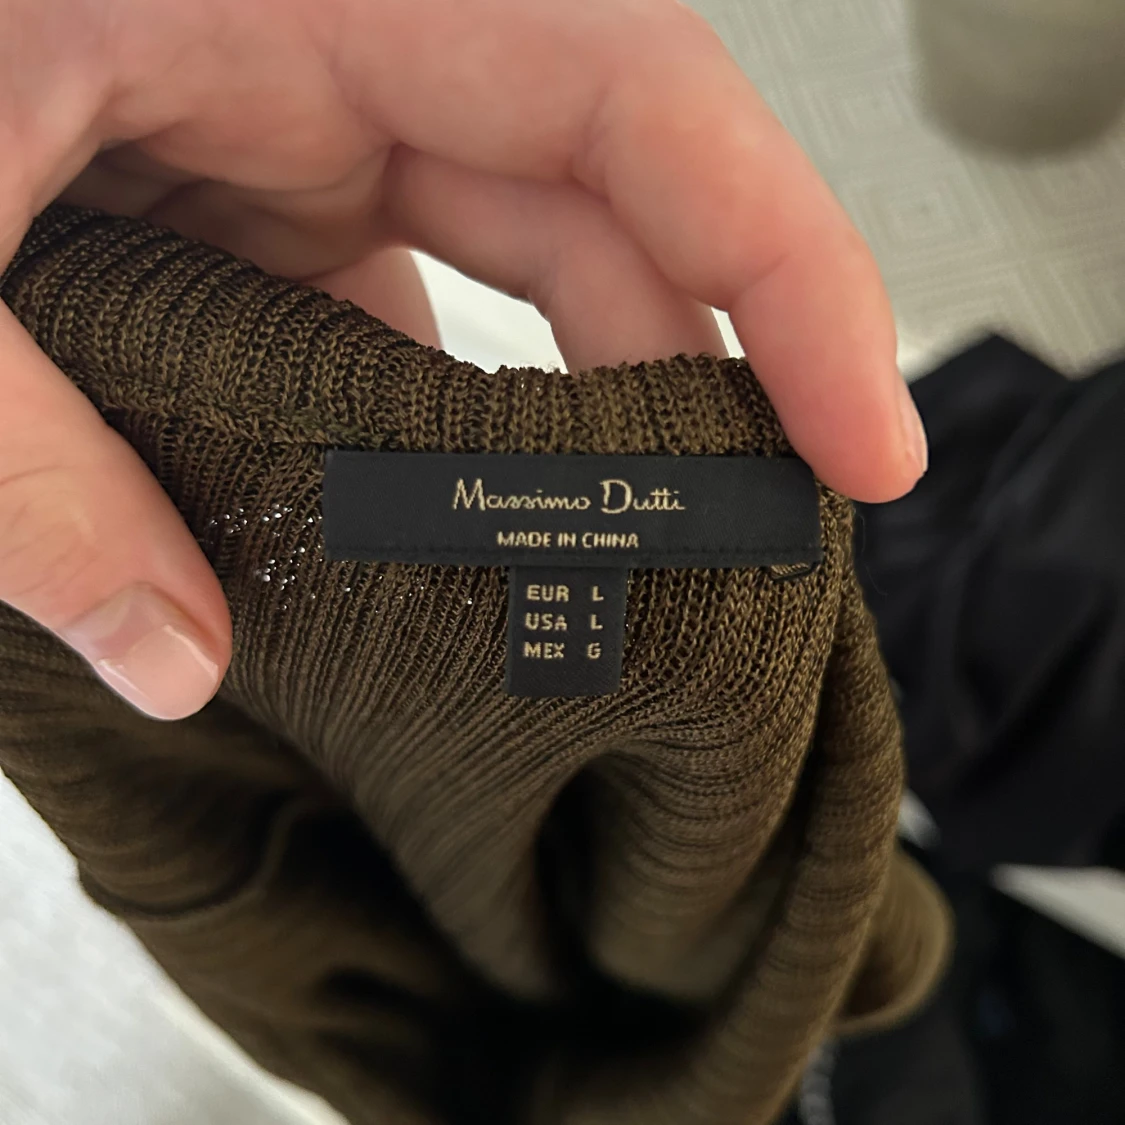 Massimo Dutti
MADE IN CHINA
EUR L
USA L
MEX G